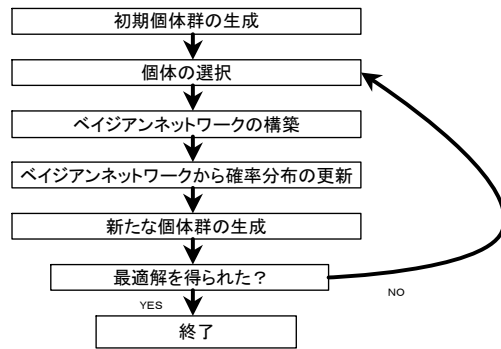 初期個体群の生成
個体の選択
ベイジアンネットワークの構築
ベイジアンネットワークから確率分布の更新
新たな個体群の生成
最適解を得られた？
YES
NO
終了